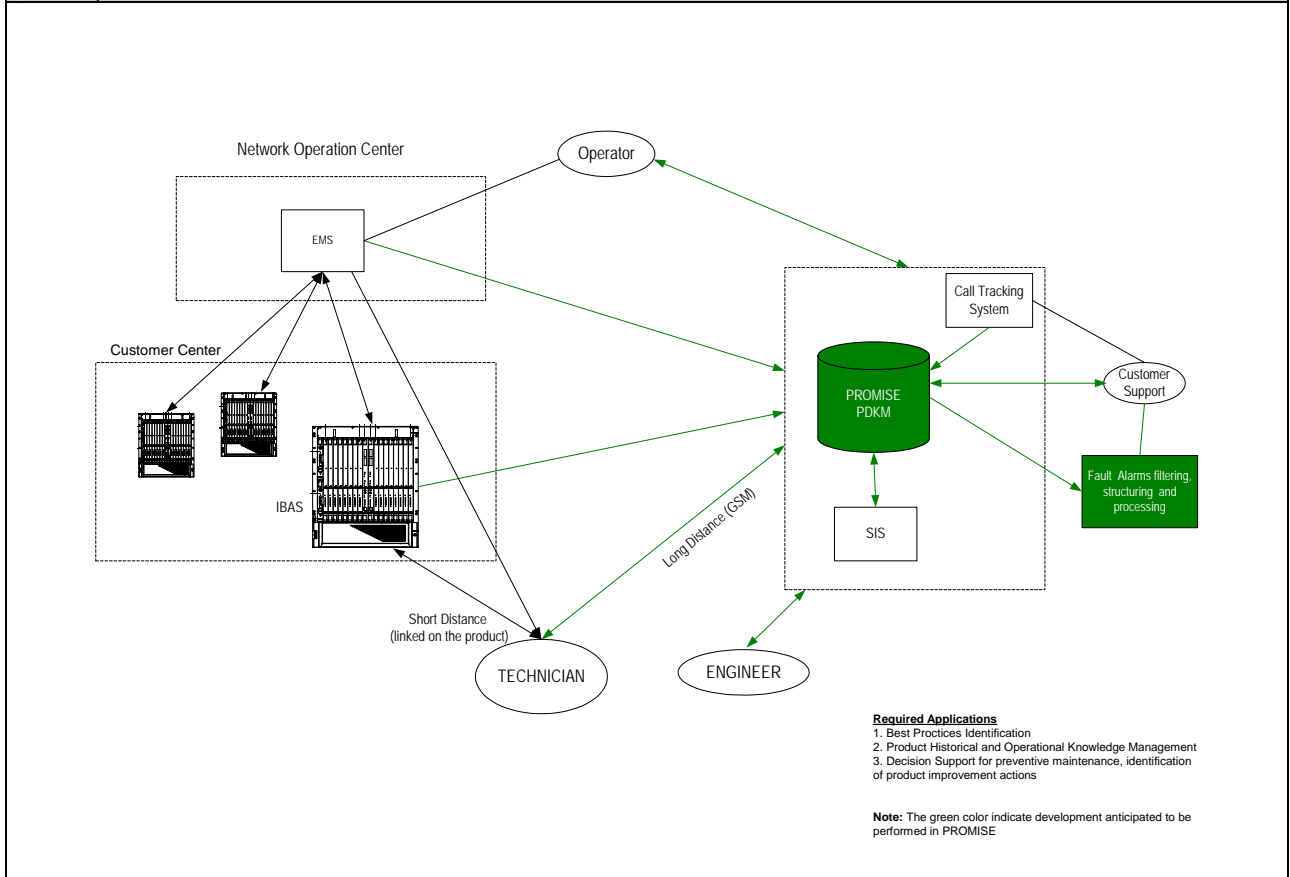 Network Operation Center
Operator
EMS
Call Tracking
System
Customer Center
PROMISE
PDKM
Customer
Support
Fault Alarms filtering,
structuring and
processing
IBAS
Long Distance (GSM)
SIS
Short Distance
(linked on the product)
TECHNICIAN
ENGINEER
Required Applications
1. Best Proctices Identification
2. Product Historical and Operational Knowledge Management
3. Decision Support for preventive maintenance, identification
of product improvement actions
Note: The green color indicate development anticipated to be
performed in PROMISE